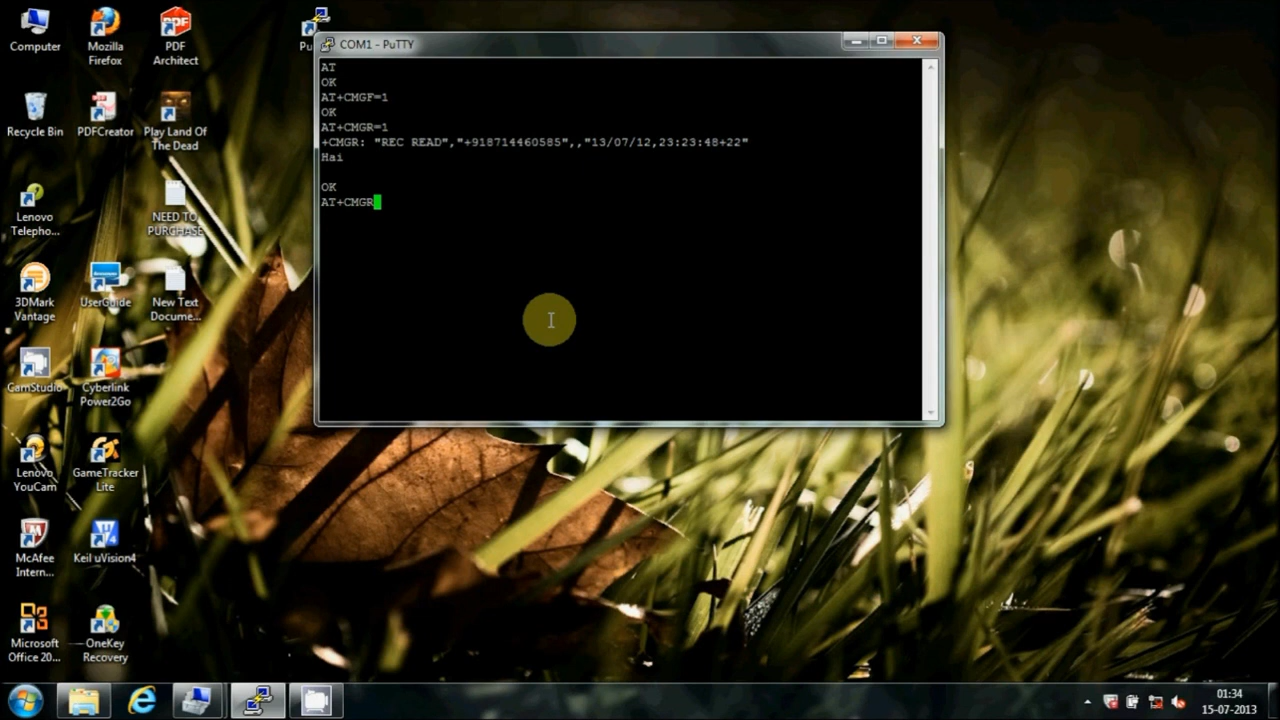 Computer
Mozilla
Firefox
PDF
Architect
COM1 - PuTTY
Recycle Bin
PDFCreator
Play Land Of
The Dead
Lenovo
Telepho...
NEED TO
PURCHASE
3DMark
Vantage
UserGuide
New Text
Docume...
CamStudio
Cyberlink
Power2Go
Lenovo
YouCam
GameTracker
Lite
McAfee
Intern...
Keil uVision4
Microsoft
Office 20...
OneKey
Recovery
AT
OK
AT+CMGF=1
OK
AT+CMGR=1
+CMGR: "REC READ","+918714460585",,"13/07/12,23:23:48+22"
Hai
OK
AT+CMGR
01:34
15-07-2013